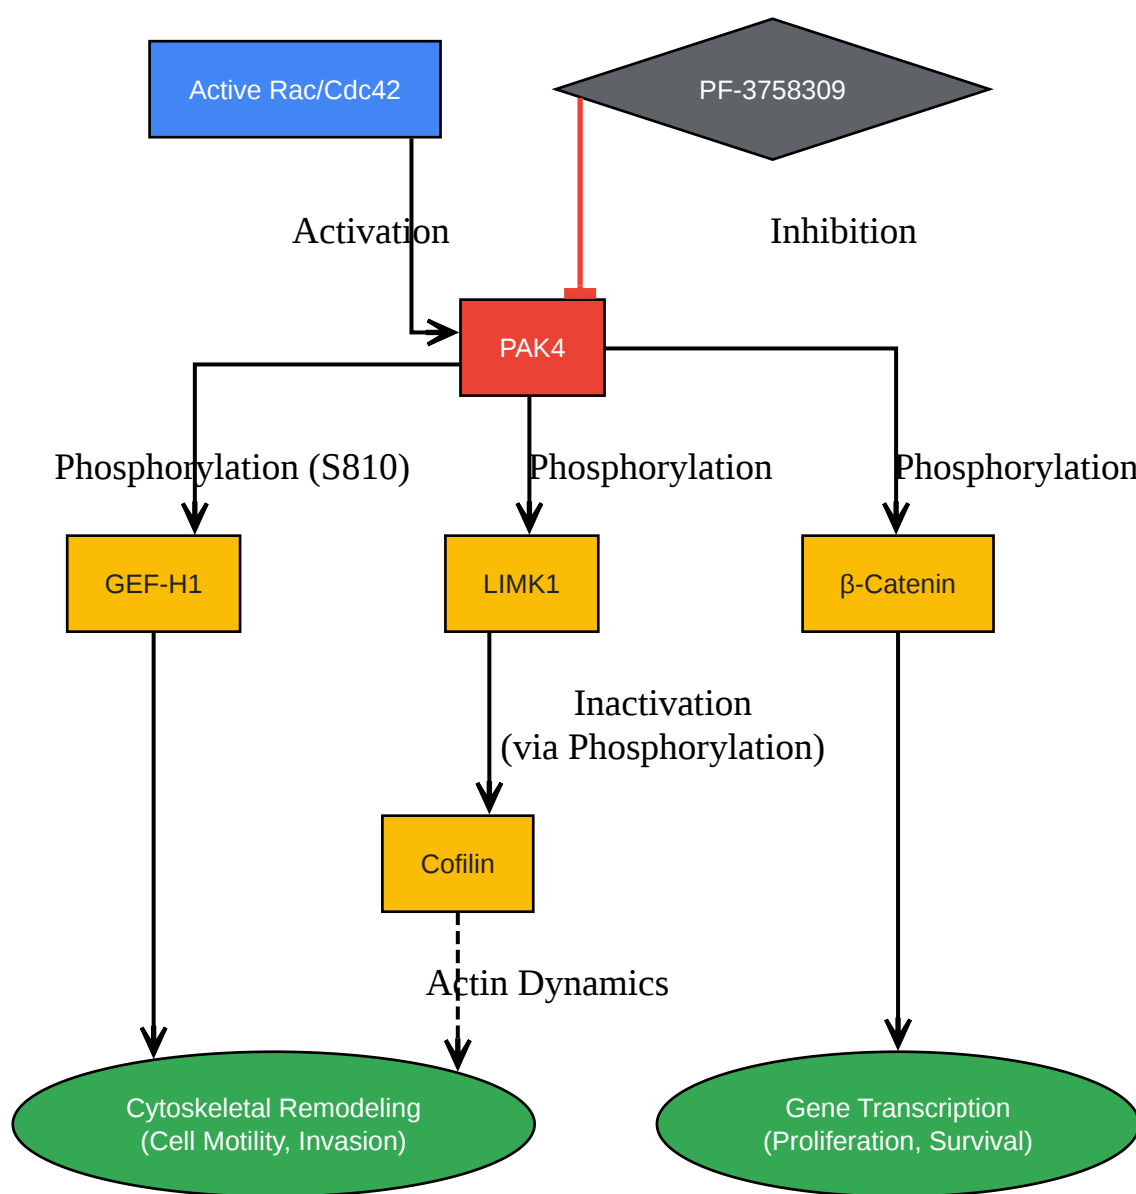 Active Rac/Cdc42
PF-3758309
Activation
Inhibition
PAK4
Phosphorylation (S810)
Phosphorylation
Phosphorylation
GEF-H1
LIMK1
β-Catenin
Inactivation
(via Phosphorylation)
Cofilin
Actin Dynamics
Cytoskeletal Remodeling
(Cell Motility, Invasion)
Gene Transcription
(Proliferation, Survival)